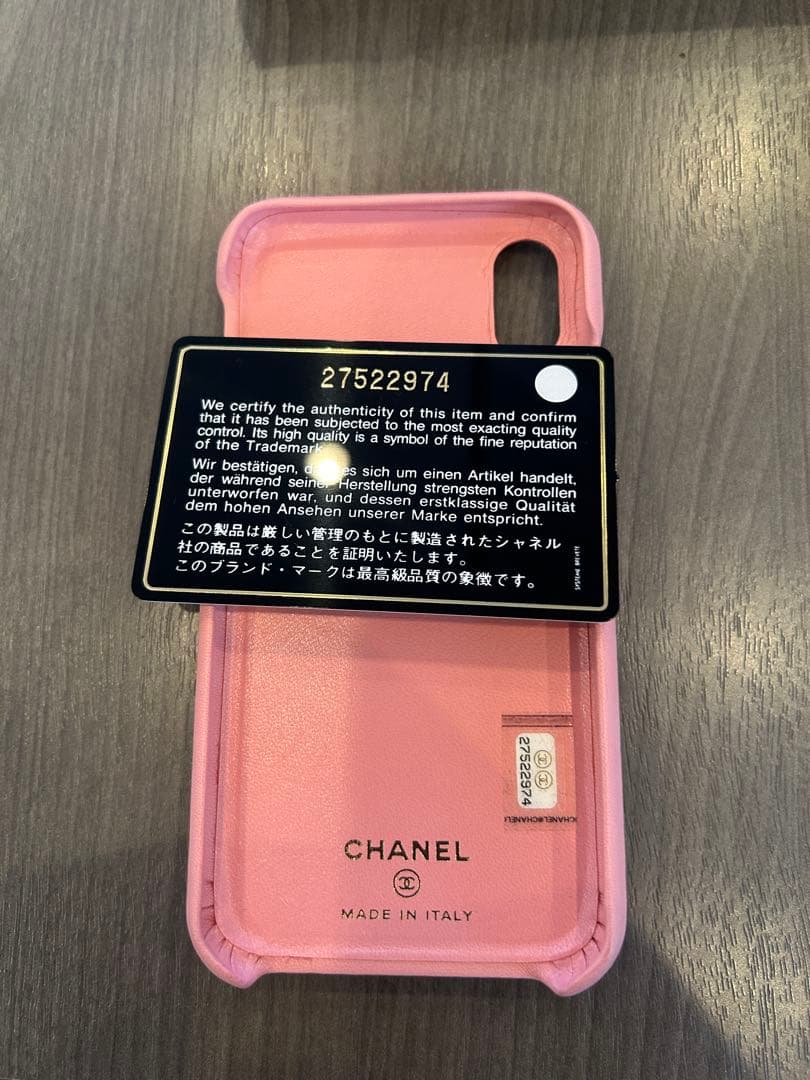 27522974
We certify the authenticity of this item and confirm
that it has been subjected to the most exacting quality
control. Its high quality is a symbol of the fine reputation
of the Trademark
Wir bestätigen, es sich um einen Artikel handelt,
der während seiner Herstellung strengsten Kontrollen
unterworfen war, und dessen erstklassige Qualität
dem hohen Ansehen unserer Marke entspricht.
この製品は厳しい管理のもとに製造されたシャネル
社の商品であることを証明いたします。
このブランド・マークは最高級品質の象徴です。
SYSTEME BREVETE
27522974
CHANEL®CHANEL
CHANEL
MADE IN ITALY